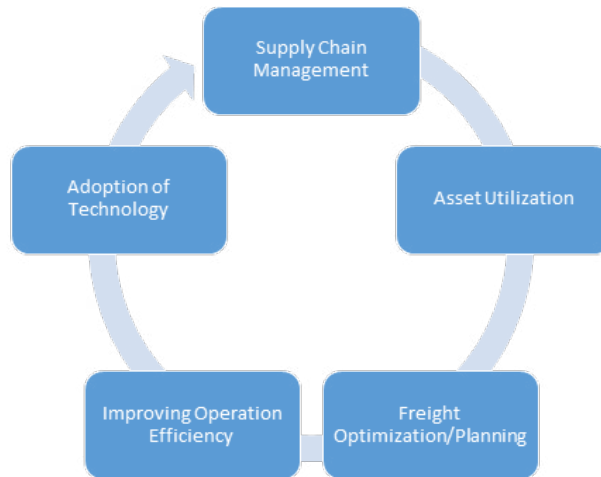 Supply Chain
Management
Asset Utilization
Freight
Optimization/Planning
Improving Operation
Efficiency
Adoption of
Technology